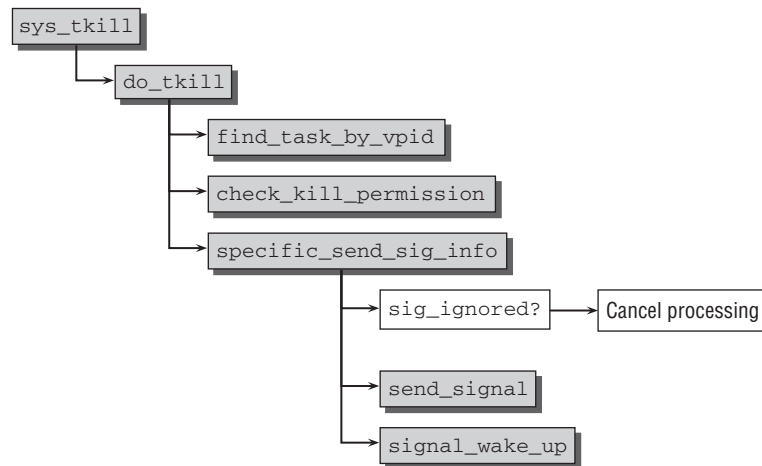 sys_tkill
do_tkill
find_task_by_vpid
check_kill_permission
specific_send_sig_info
sig_ignored?
Cancel processing
send_signal
signal_wake_up